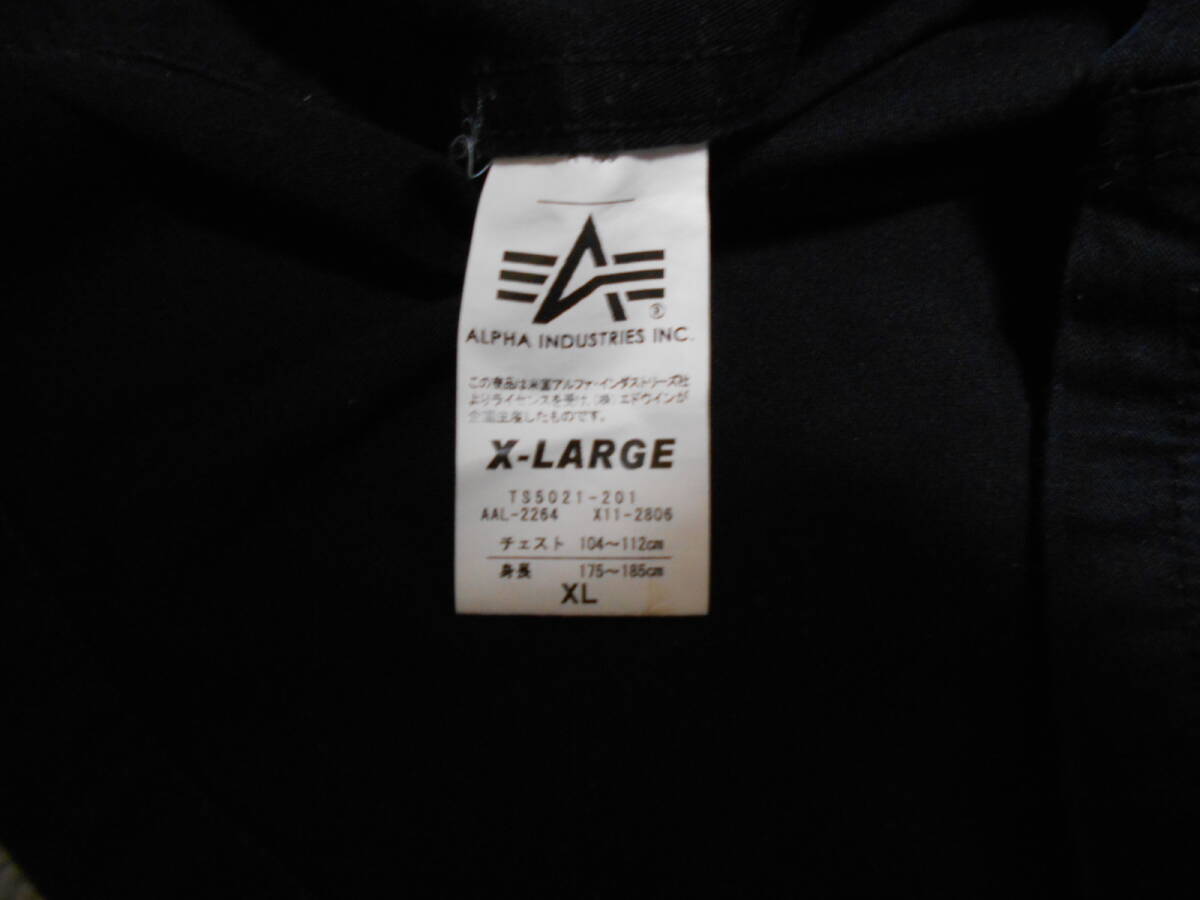 ALPHA INDUSTRIES INC.
この商品は米国アルファ・インダストリーズ社
よりライセンスを受け、(株)エドウインが
企画生産したものです。
X-LARGE
TS5021-201
AAL-2264 X11-2806
チェスト 104〜112cm
身長 175〜185cm
XL